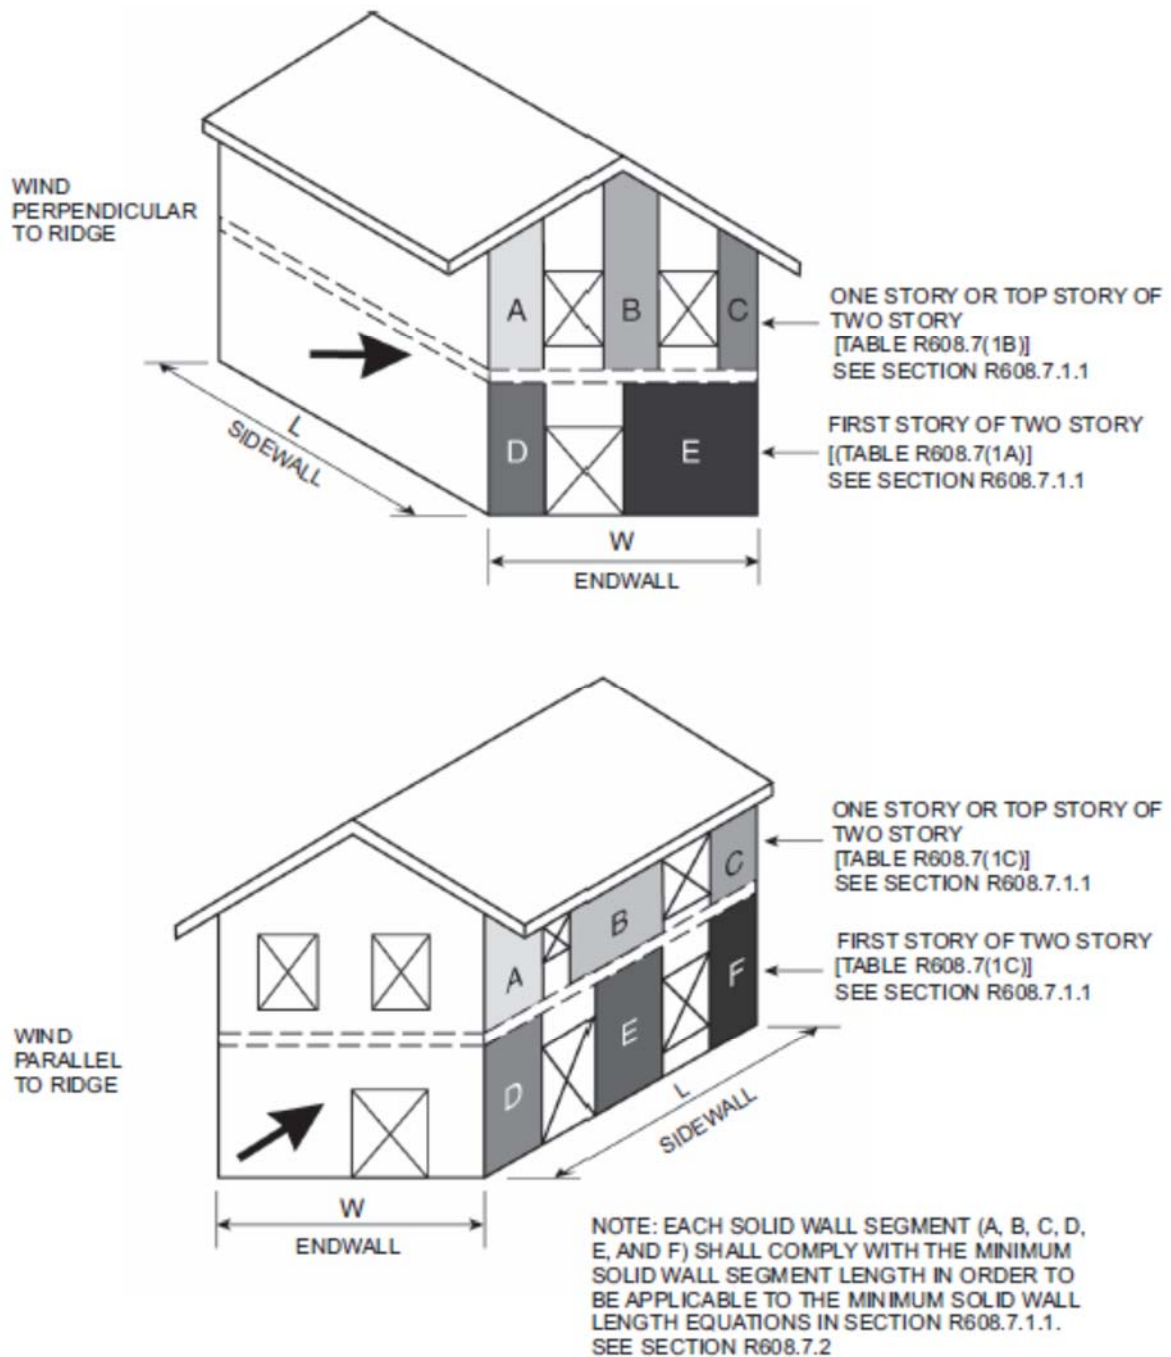 WIND
PERPENDICULAR
TO RIDGE
A
B
C
D
E
ONE STORY OR TOP STORY OF
TWO STORY
[TABLE R608.7(1B)]
SEE SECTION R608.7.1.1
FIRST STORY OF TWO STORY
[(TABLE R608.7(1A)]
SEE SECTION R608.7.1.1
L
SIDEWALL
W
ENDWALL
ONE STORY OR TOP STORY OF
TWO STORY
[TABLE R608.7(1C)]
SEE SECTION R608.7.1.1
FIRST STORY OF TWO STORY
[TABLE R608.7(1C)]
SEE SECTION R608.7.1.1
A
B
C
D
E
F
WIND
PARALLEL
TO RIDGE
L
SIDEWALL
W
ENDWALL
NOTE: EACH SOLID WALL SEGMENT (A, B, C, D,
E, AND F) SHALL COMPLY WITH THE MINIMUM
SOLID WALL SEGMENT LENGTH IN ORDER TO
BE APPLICABLE TO THE MINIMUM SOLID WALL
LENGTH EQUATIONS IN SECTION R608.7.1.1.
SEE SECTION R608.7.2